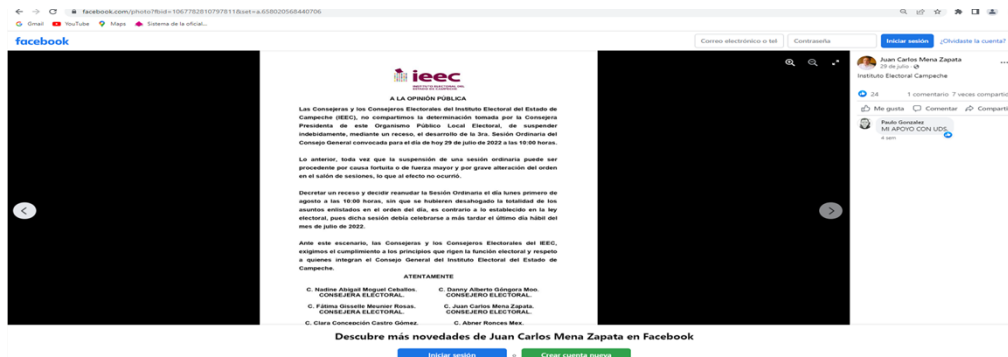 facebook.com/photo?fbid=1067782810797811&set=a.658020568440706
Gmail YouTube Maps Sistema de la oficial...
facebook
Correo electrónico o tel
Contraseña
Iniciar sesión
¿Olvidaste la cuenta?
ieec
INSTITUTO ELECTORAL DEL
ESTADO DE CAMPECHE
A LA OPINIÓN PÚBLICA
Las Consejeras y los Consejeros Electorales del Instituto Electoral del Estado de
Campeche (IEEC), no compartimos la determinación tomada por la Consejera
Presidenta de este Organismo Público Local Electoral, de suspender
indebidamente, mediante un receso, el desarrollo de la 3ra. Sesión Ordinaria del
Consejo General convocada para el día de hoy 29 de julio de 2022 a las 10:00 horas.
Lo anterior, toda vez que la suspensión de una sesión ordinaria puede ser
procedente por causa fortuita o de fuerza mayor y por grave alteración del orden
en el salón de sesiones, lo que al efecto no ocurrió.
Decretar un receso y decidir reanudar la Sesión Ordinaria el día lunes primero de
agosto a las 10:00 horas, sin que se hubieren desahogado la totalidad de los
asuntos enlistados en el orden del día, es contrario a lo establecido en la ley
electoral, pues dicha sesión debía celebrarse a más tardar el último día hábil del
mes de julio de 2022.
Ante este escenario, las Consejeras y los Consejeros Electorales del IEEC,
exigimos el cumplimiento a los principios que rigen la función electoral y respeto
a quienes integran el Consejo General del Instituto Electoral del Estado de
Campeche.
ATENTAMENTE
C. Nadine Abigail Moguel Ceballos.
CONSEJERA ELECTORAL.
C. Danny Alberto Góngora Moo.
CONSEJERO ELECTORAL.
C. Fátima Gisselle Meunier Rosas.
CONSEJERA ELECTORAL.
C. Juan Carlos Mena Zapata.
CONSEJERO ELECTORAL.
C. Clara Concepción Castro Gómez.
C. Abner Ronces Mex.
Juan Carlos Mena Zapata
29 de julio
Instituto Electoral Campeche
24
1 comentario 7 veces compartido
Me gusta Comentar Comparti
Paulo Gonzalez
MI APOYO CON UDS.
4 sem
Descubre más novedades de Juan Carlos Mena Zapata en Facebook
Iniciar sesión
o
Crear cuenta nueva